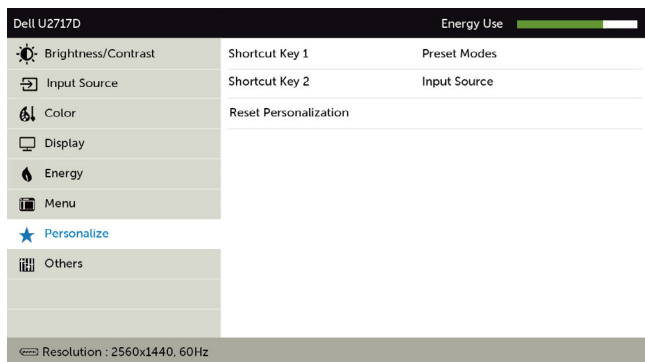 Dell U2717D Energy Use
Brightness/Contrast
Shortcut Key 1 Preset Modes
Input Source
Shortcut Key 2 Input Source
Color
Reset Personalization
Display
Energy
Menu
Personalize
Others
Resolution : 2560x1440, 60Hz